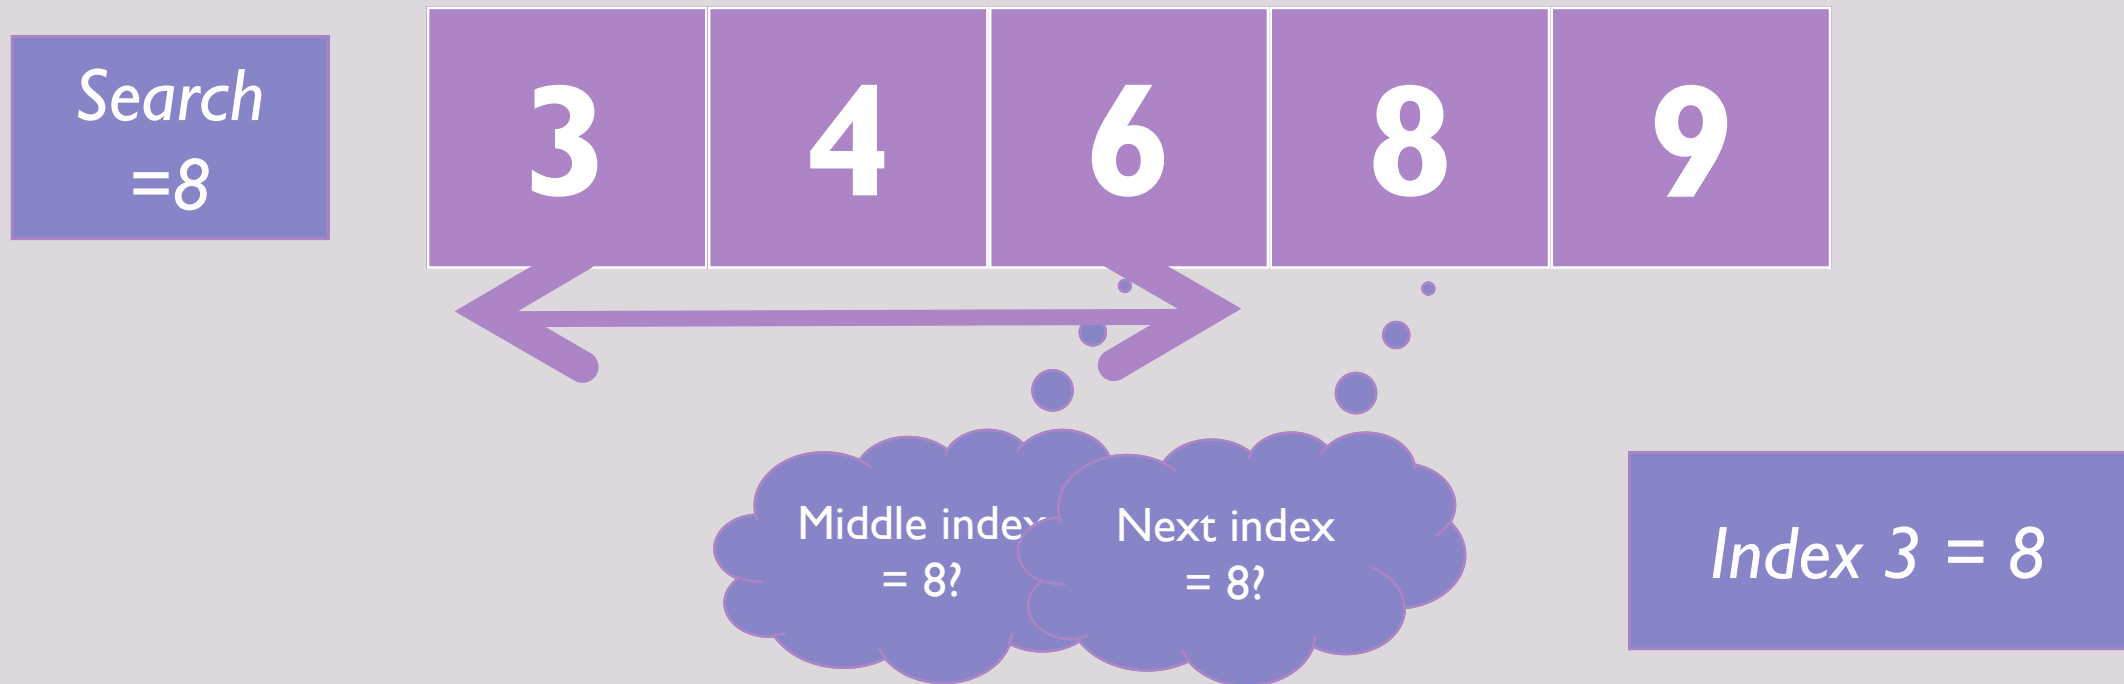 Search
=8
3 4 6 8 9
Middle index
= 8?
Next index
= 8?
Index 3 = 8